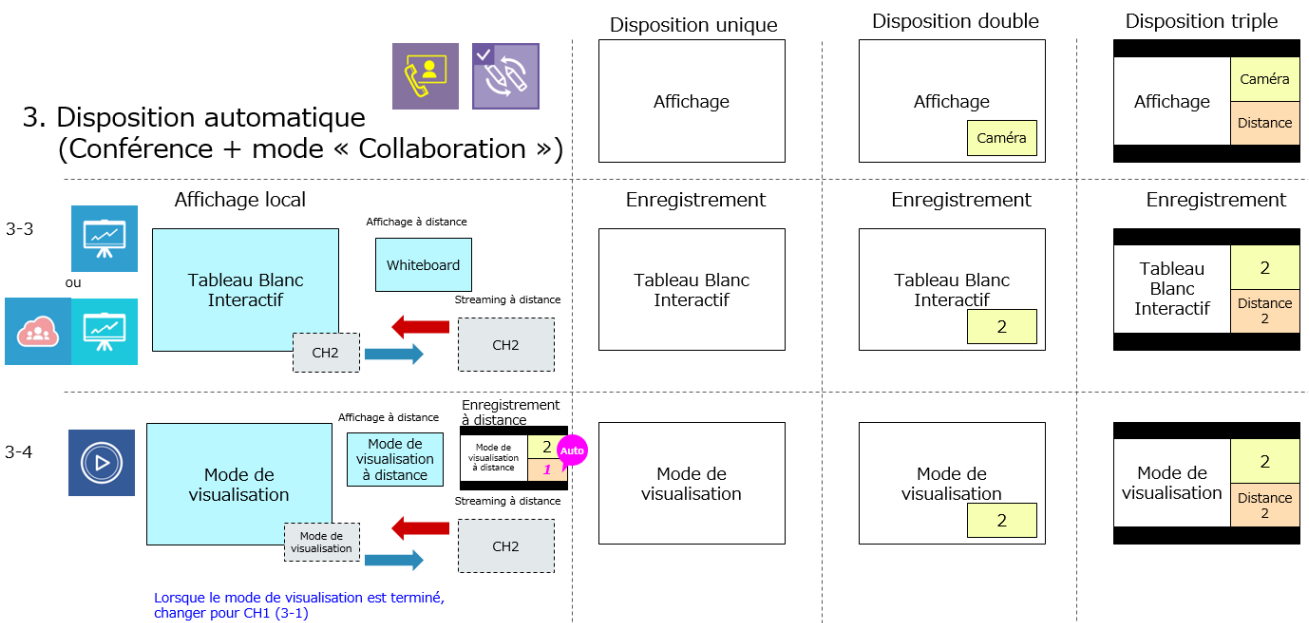 3. Disposition automatique
(Conférence + mode « Collaboration »)
Disposition unique
Affichage
Disposition double
Affichage
Caméra
Disposition triple
Affichage
Caméra
Distance
3-3
ou
Affichage local
Tableau Blanc
Interactif
CH2
Affichage à distance
Whiteboard
Streaming à distance
CH2
Enregistrement
Tableau Blanc
Interactif
Enregistrement
Tableau Blanc
Interactif
2
Enregistrement
Tableau
Blanc
Interactif
2
Distance
2
3-4
Mode de
visualisation
Mode de
visualisation
Affichage à distance
Mode de
visualisation
à distance
Enregistrement
à distance
Mode de
visualisation
à distance
2
1
Auto
Streaming à distance
CH2
Lorsque le mode de visualisation est terminé,
changer pour CH1 (3-1)
Mode de
visualisation
Mode de
visualisation
2
Mode de
visualisation
2
Distance
2